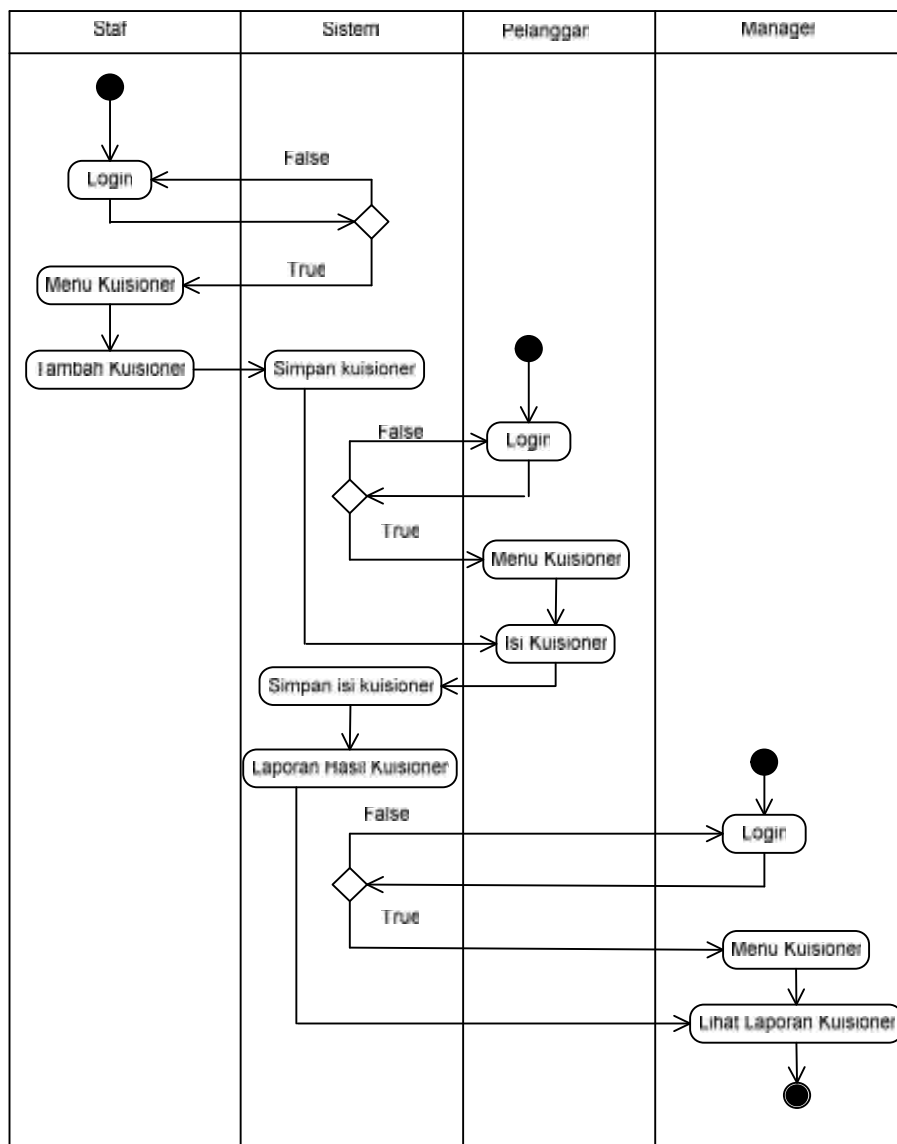 Staf
Sistem
Pelanggan
Manager
False
Login
True
Menu Kuisioner
Tambah Kuisioner
Simpan kuisioner
False
Login
True
Menu Kuisioner
Isi Kuisioner
Simpan isi kuisioner
Laporan Hasil Kuisioner
False
Login
True
Menu Kuisioner
Lihat Laporan Kuisioner